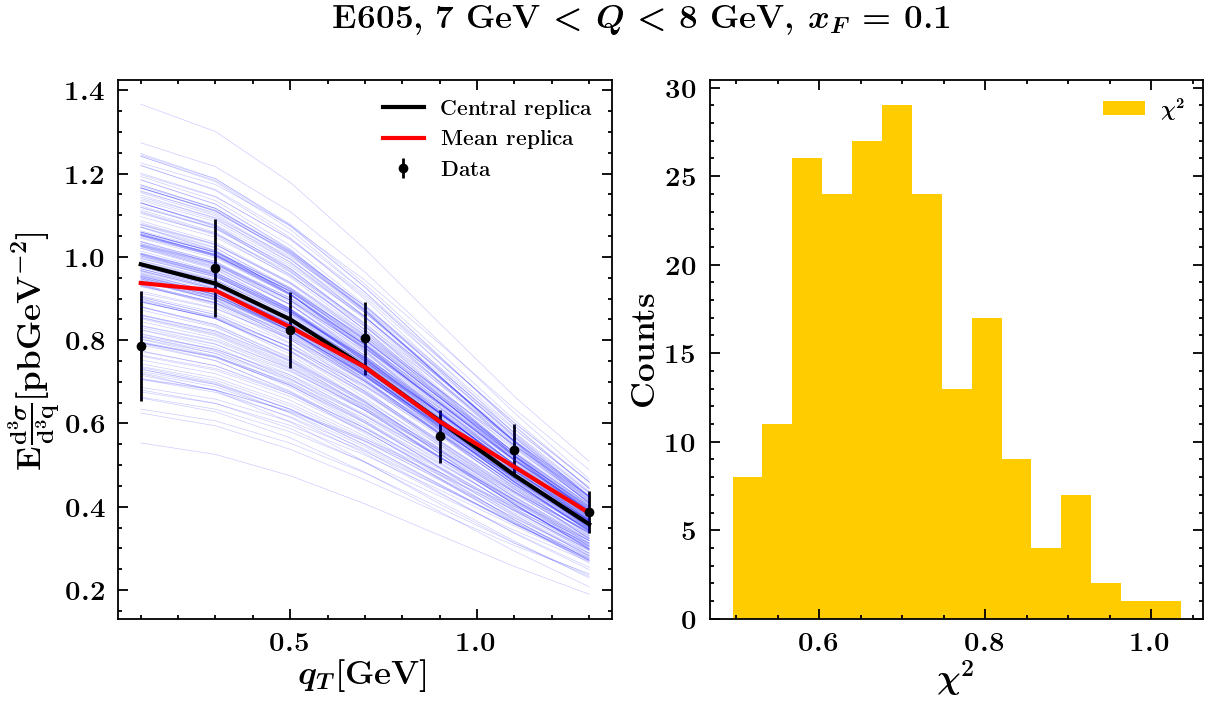 E605, 7 GeV < Q < 8 GeV, x_F = 0.1
E d³σ/d³q [pbGeV⁻²]
1.4
1.2
1.0
0.8
0.6
0.4
0.2
Central replica
Mean replica
Data
0.5 1.0
q_T[GeV]
Counts
30
25
20
15
10
5
0
χ²
0.6 0.8 1.0
χ²